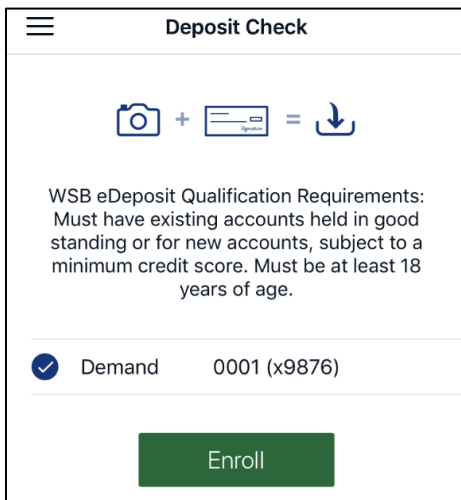 Deposit Check
+ Signature =
WSB eDeposit Qualification Requirements:
Must have existing accounts held in good
standing or for new accounts, subject to a
minimum credit score. Must be at least 18
years of age.
Demand 0001 (x9876)
Enroll